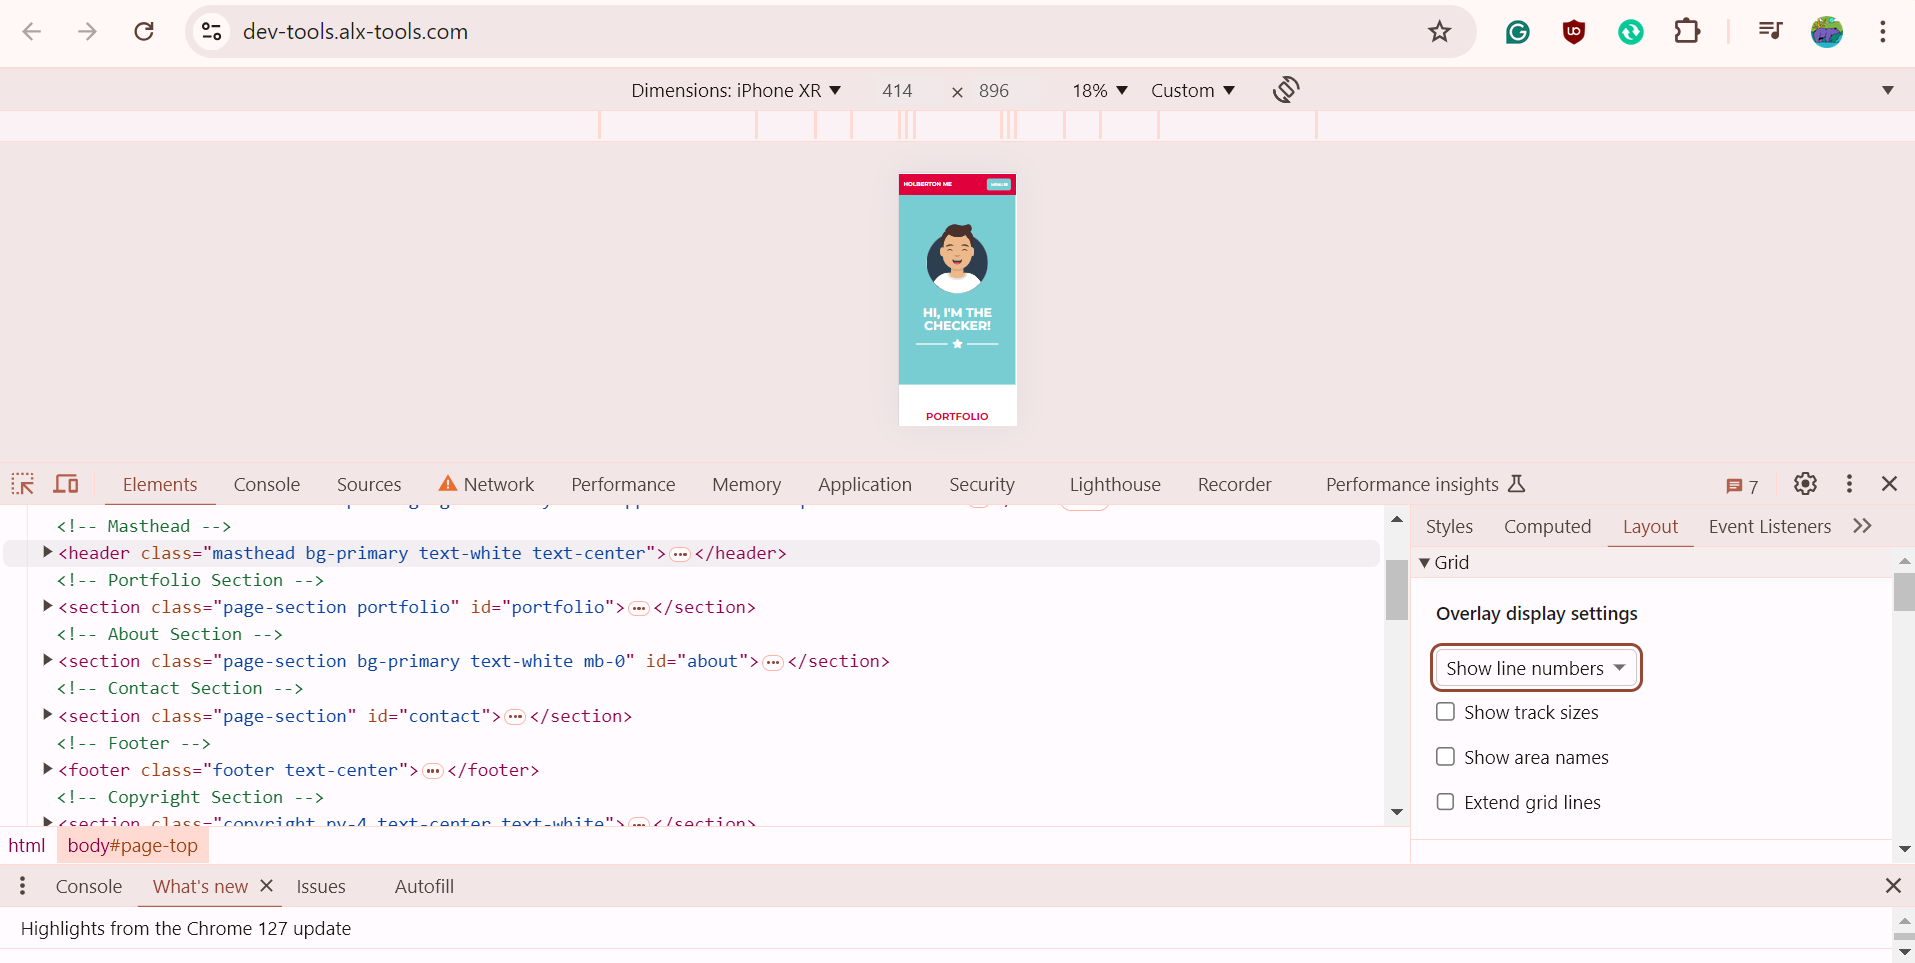 dev-tools.alx-tools.com
Dimensions: iPhone XR 414 × 896 18% Custom
HOLBERTON ME
HI, I'M THE
CHECKER!
PORTFOLIO
Elements Console Sources Network Performance Memory Application Security Lighthouse Recorder Performance insights 7
<!-- Masthead -->
<header class="masthead bg-primary text-white text-center">…</header>
<!-- Portfolio Section -->
<section class="page-section portfolio" id="portfolio">…</section>
<!-- About Section -->
<section class="page-section bg-primary text-white mb-0" id="about">…</section>
<!-- Contact Section -->
<section class="page-section" id="contact">…</section>
<!-- Footer -->
<footer class="footer text-center">…</footer>
<!-- Copyright Section -->
<section class="copyright py-4 text-center text-white">…</section>
html body#page-top
Styles Computed Layout Event Listeners
Grid
Overlay display settings
Show line numbers
Show track sizes
Show area names
Extend grid lines
Console What's new Issues Autofill
Highlights from the Chrome 127 update